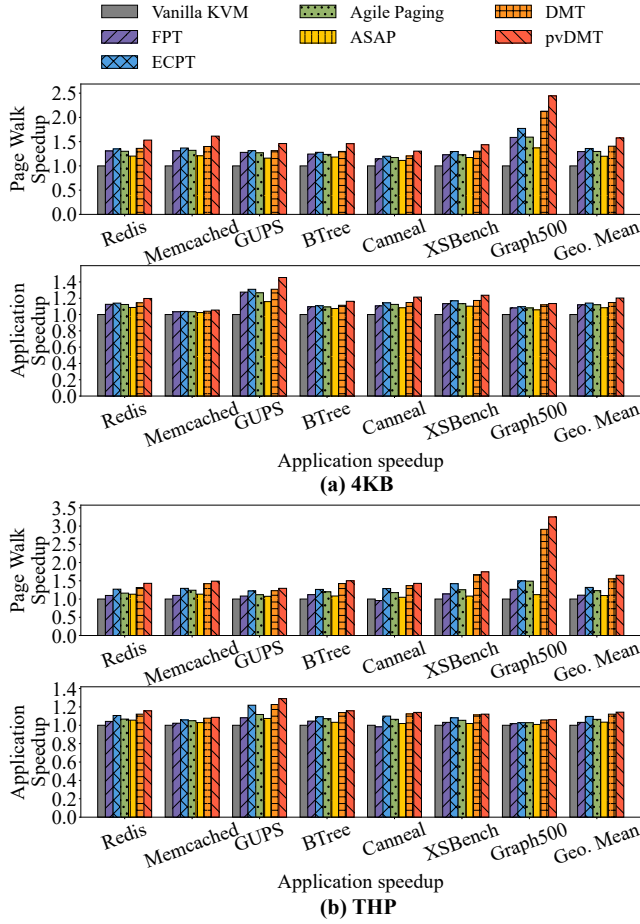 Vanilla KVM Agile Paging DMT
FPT ASAP pvDMT
ECPT
Page Walk
Speedup
2.5
2.0
1.5
1.0
0.5
0.0
Redis Memcached GUPS BTree Canneal XSBench Graph500 Geo. Mean
Application
Speedup
1.4
1.2
1.0
0.8
0.6
0.4
0.2
0.0
Redis Memcached GUPS BTree Canneal XSBench Graph500 Geo. Mean
Application speedup
(a) 4KB
Page Walk
Speedup
3.5
3.0
2.5
2.0
1.5
1.0
0.5
0.0
Redis Memcached GUPS BTree Canneal XSBench Graph500 Geo. Mean
Application
Speedup
1.4
1.2
1.0
0.8
0.6
0.4
0.2
0.0
Redis Memcached GUPS BTree Canneal XSBench Graph500 Geo. Mean
Application speedup
(b) THP